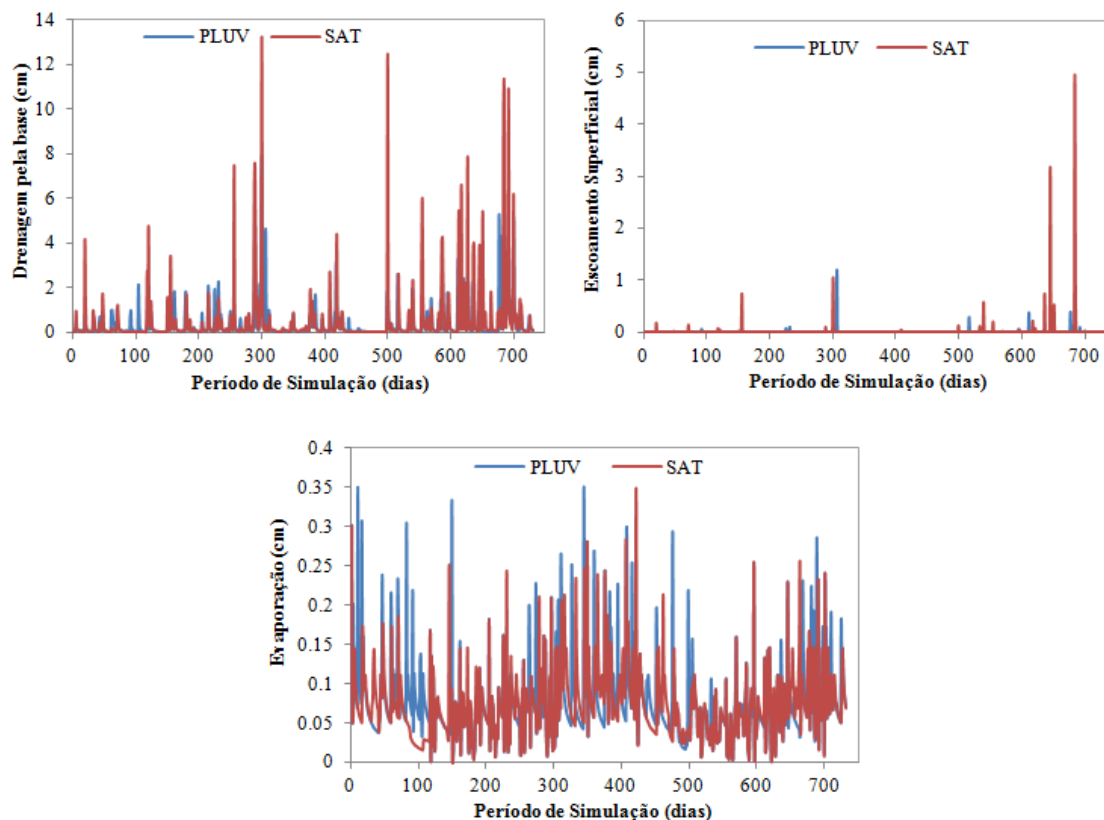 14
12
10
8
6
4
2
0
Drenagem pela base (cm)
PLUV SAT
0 100 200 300 400 500 600 700
Período de Simulação (dias)
6
5
4
3
2
1
0
Escoamento Superficial (cm)
PLUV SAT
0 100 200 300 400 500 600 700
Período de Simulação (dias)
0.4
0.35
0.3
0.25
0.2
0.15
0.1
0.05
0
Evaporação (cm)
PLUV SAT
0 100 200 300 400 500 600 700
Período de Simulação (dias)